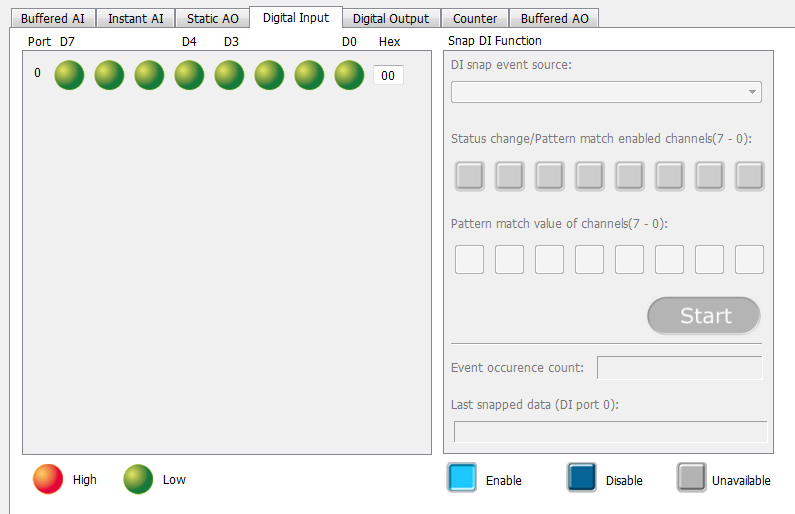 Buffered AI Instant AI Static AO Digital Input Digital Output Counter Buffered AO
Port D7 D4 D3 D0 Hex
0 00
High Low
Snap DI Function
DI snap event source:
Status change/Pattern match enabled channels(7 - 0):
Pattern match value of channels(7 - 0):
Start
Event occurence count:
Last snapped data (DI port 0):
Enable Disable Unavailable